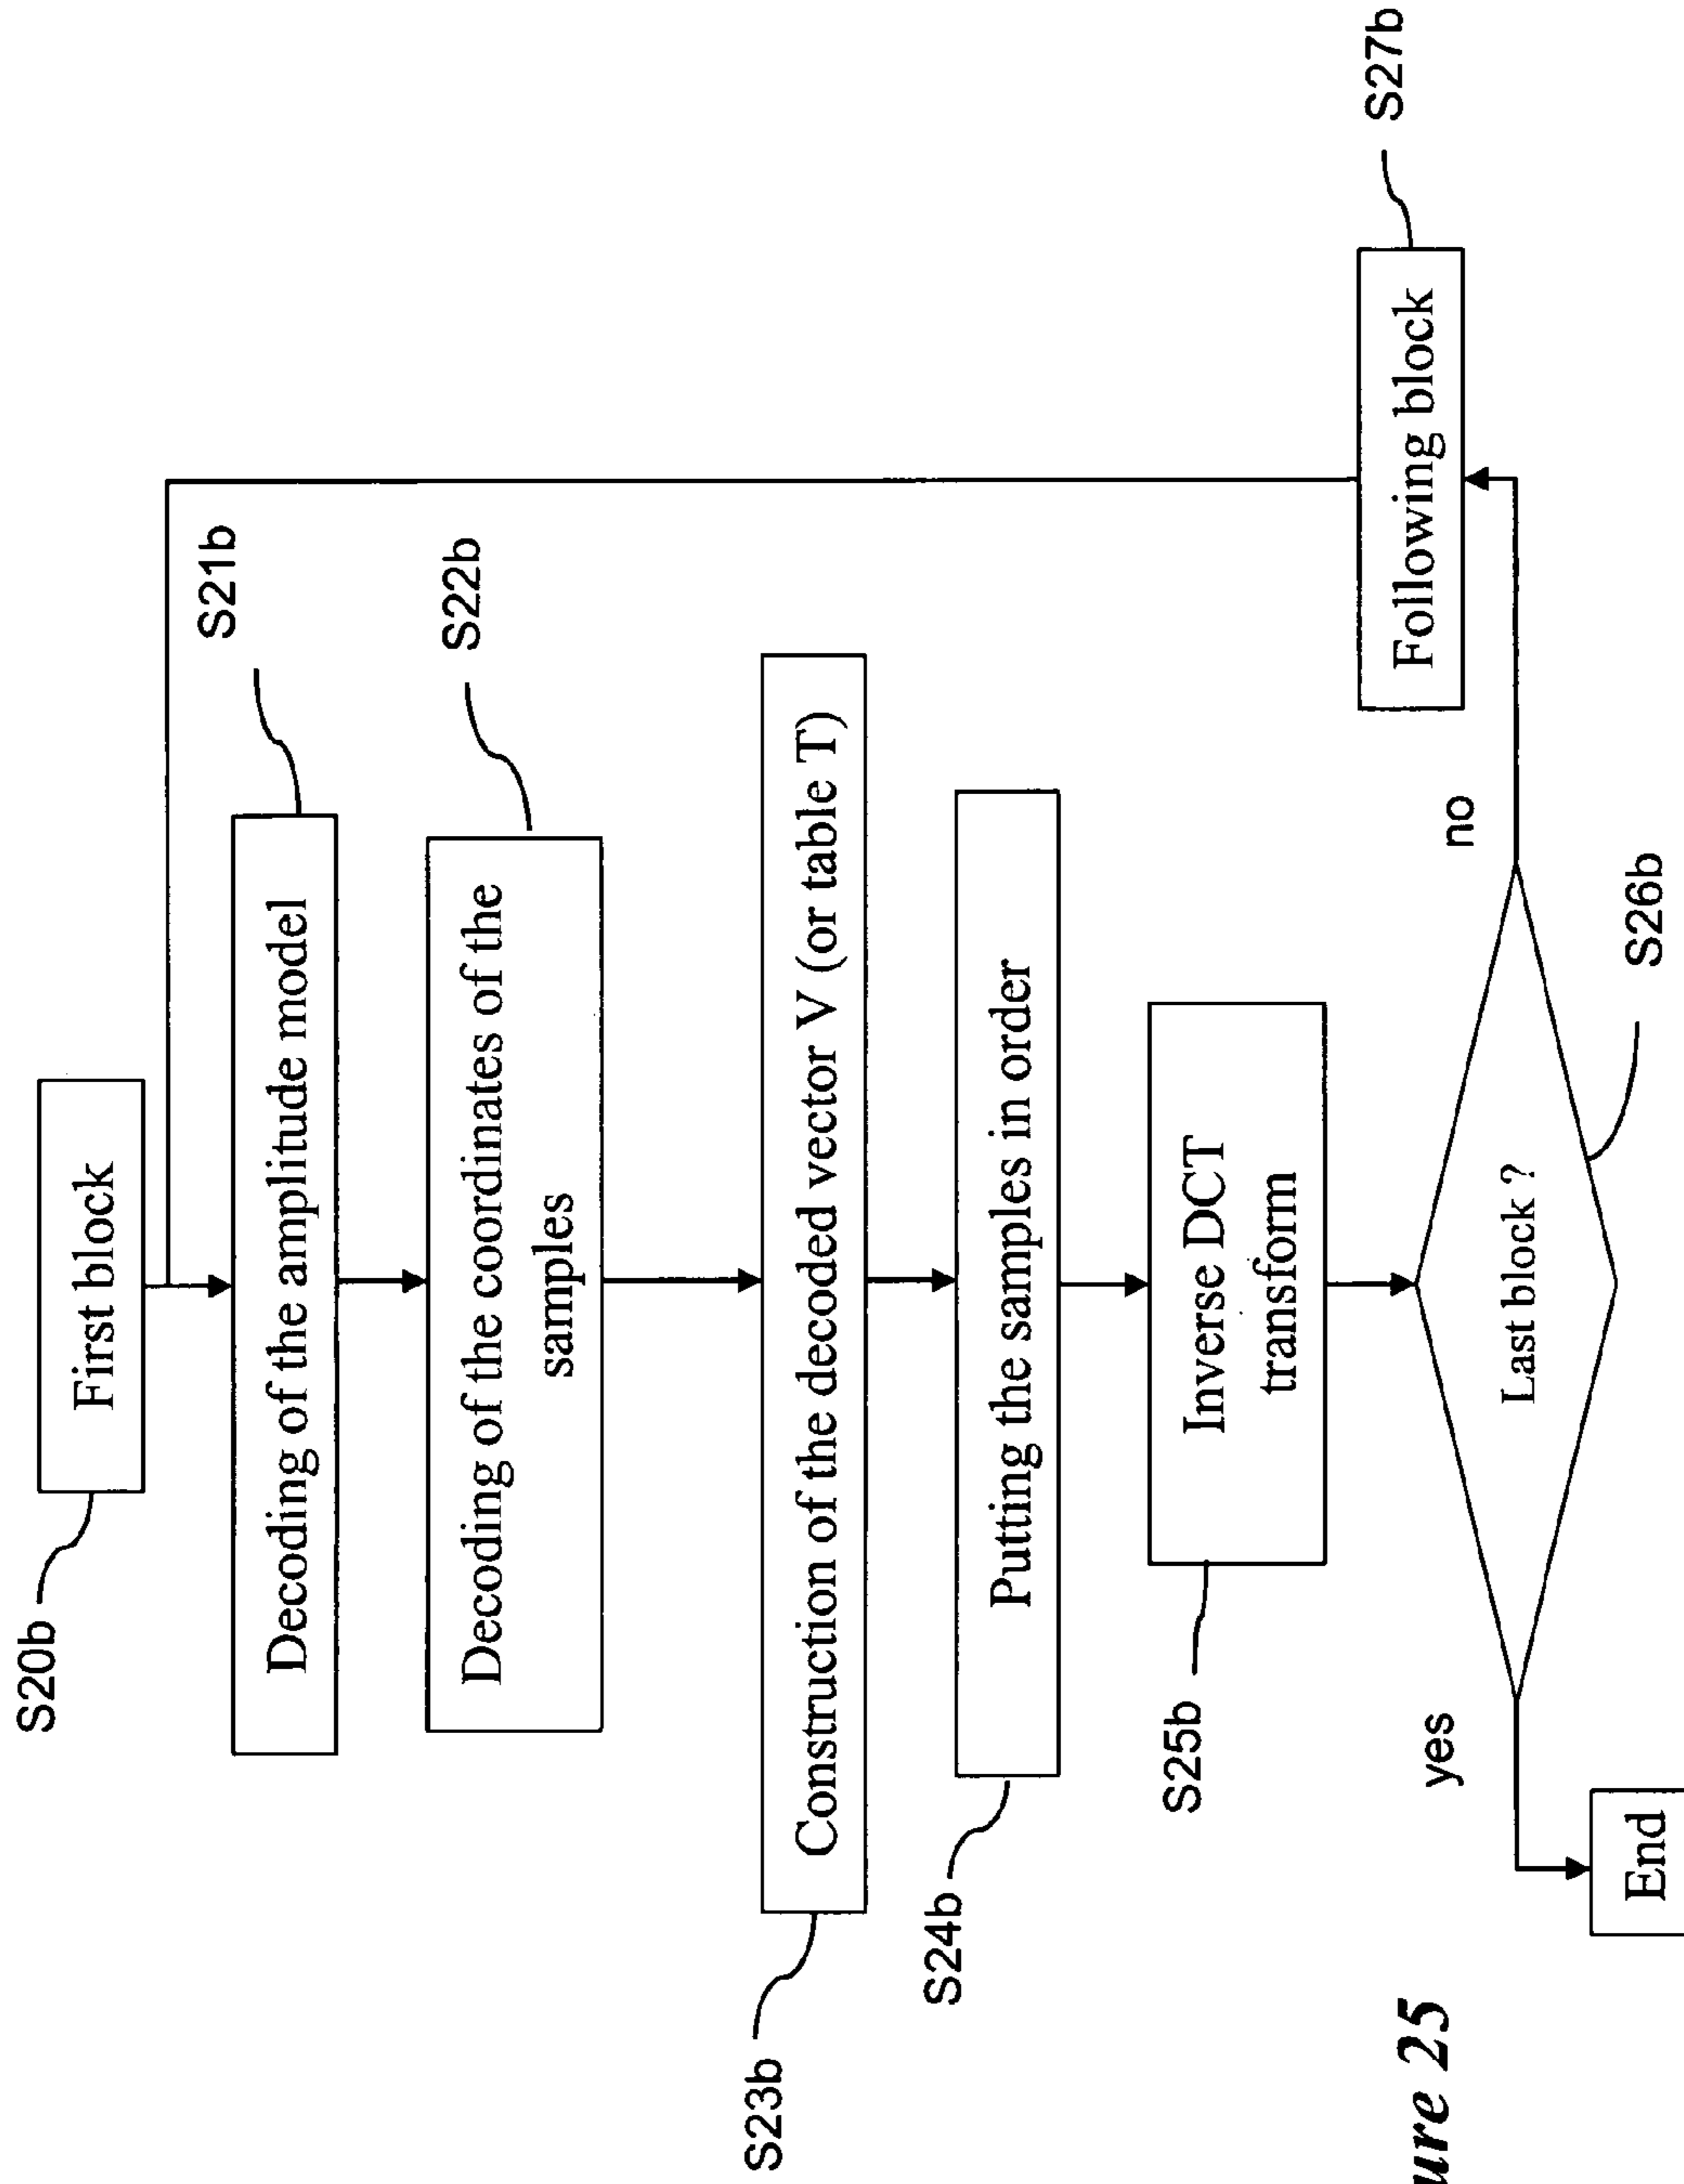 S20b
First block
Decoding of the amplitude model
S21b
Decoding of the coordinates of the
samples
S22b
S23b
Construction of the decoded vector V (or table T)
S24b
Putting the samples in order
S25b
Inverse DCT
transform
Following block
S27b
yes
Last block ?
no
S26b
End
ure 25